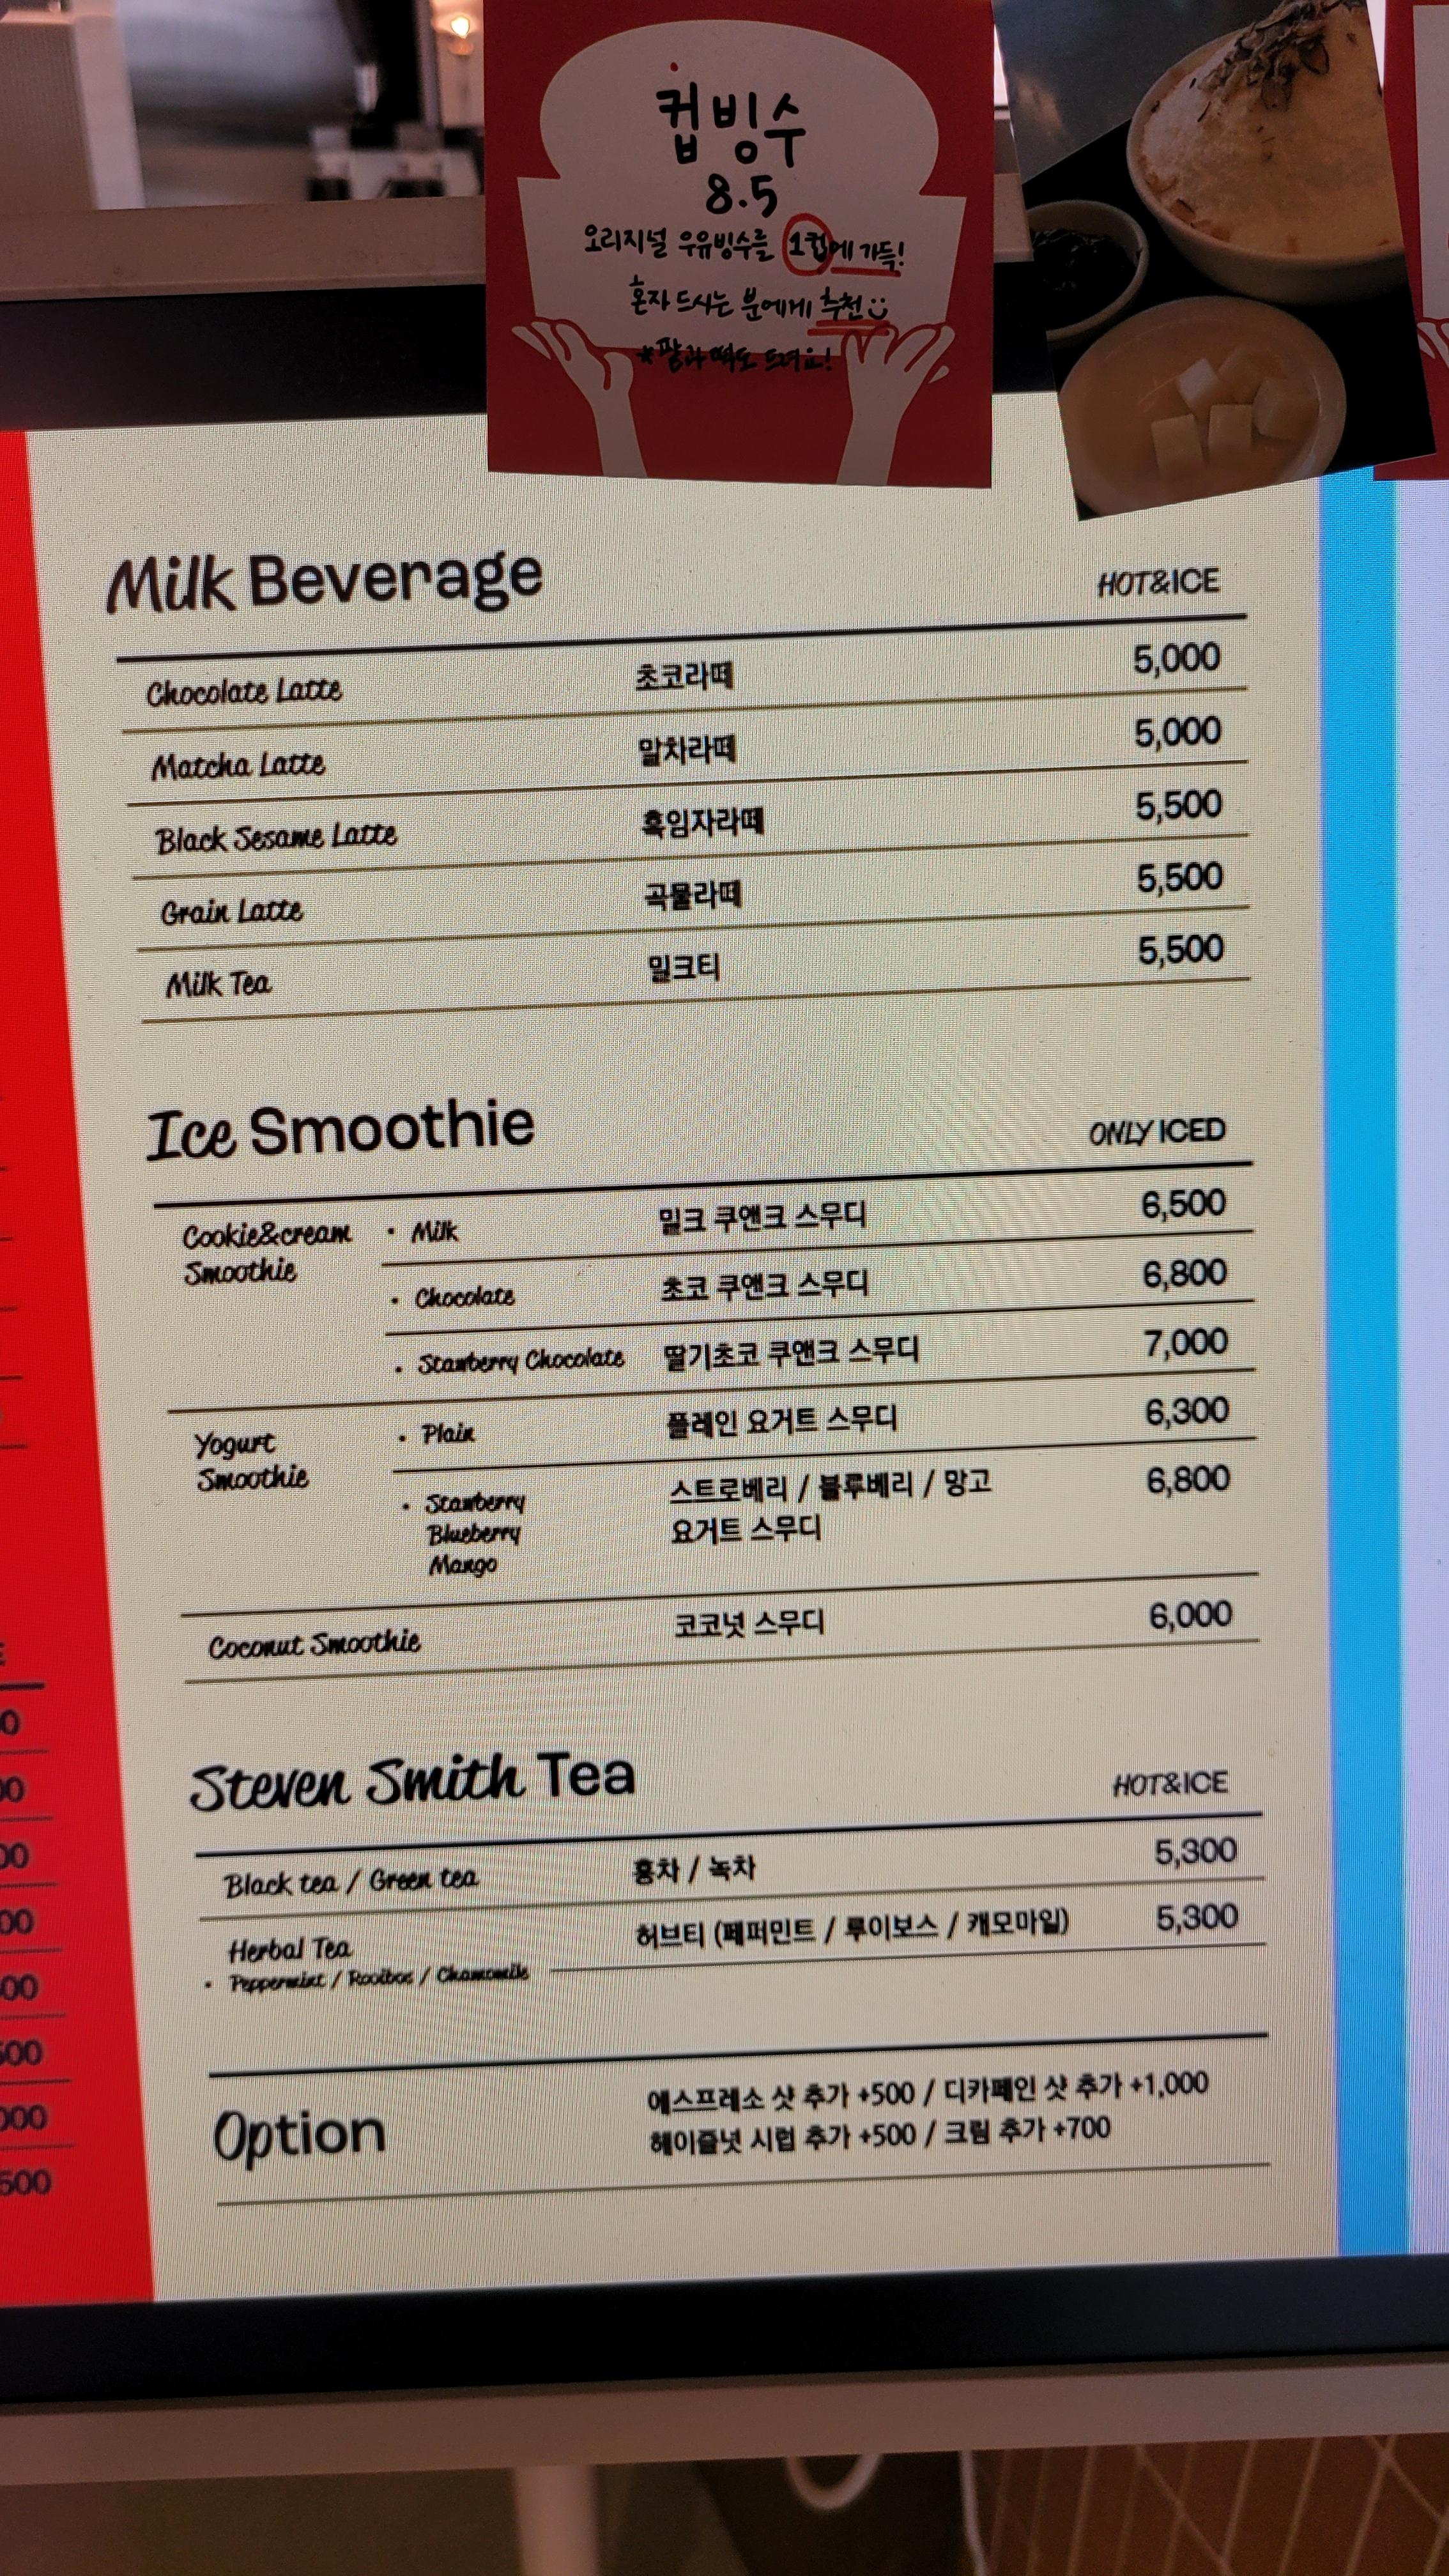 컵빙수
8.5
오리지널 우유빙수를 1컵에 가득!
혼자 드시는 분에게 추천
*팥과 떡도 드려요!
Milk Beverage HOT&ICE
Chocolate Latte 초코라떼 5,000
Matcha Latte 말차라떼 5,000
Black Sesame Latte 흑임자라떼 5,500
Grain Latte 곡물라떼 5,500
Milk Tea 밀크티 5,500
Ice Smoothie ONLY ICED
Cookie&cream • Milk 밀크 쿠앤크 스무디 6,500
Smoothie
• Chocolate 초코 쿠앤크 스무디 6,800
• Stawberry Chocolate 딸기초코 쿠앤크 스무디 7,000
Yogurt • Plain 플레인 요거트 스무디 6,300
Smoothie
• Stawberry 스트로베리 / 블루베리 / 망고 6,800
Blueberry 요거트 스무디
Mango
Coconut Smoothie 코코넛 스무디 6,000
Steven Smith Tea HOT&ICE
Black tea / Green tea 홍차 / 녹차 5,300
Herbal Tea 허브티 (페퍼민트 / 루이보스 / 캐모마일) 5,300
• Peppermint / Rooibos / Chamomile
Option 에스프레소 샷 추가 +500 / 디카페인 샷 추가 +1,000
헤이즐넛 시럽 추가 +500 / 크림 추가 +700